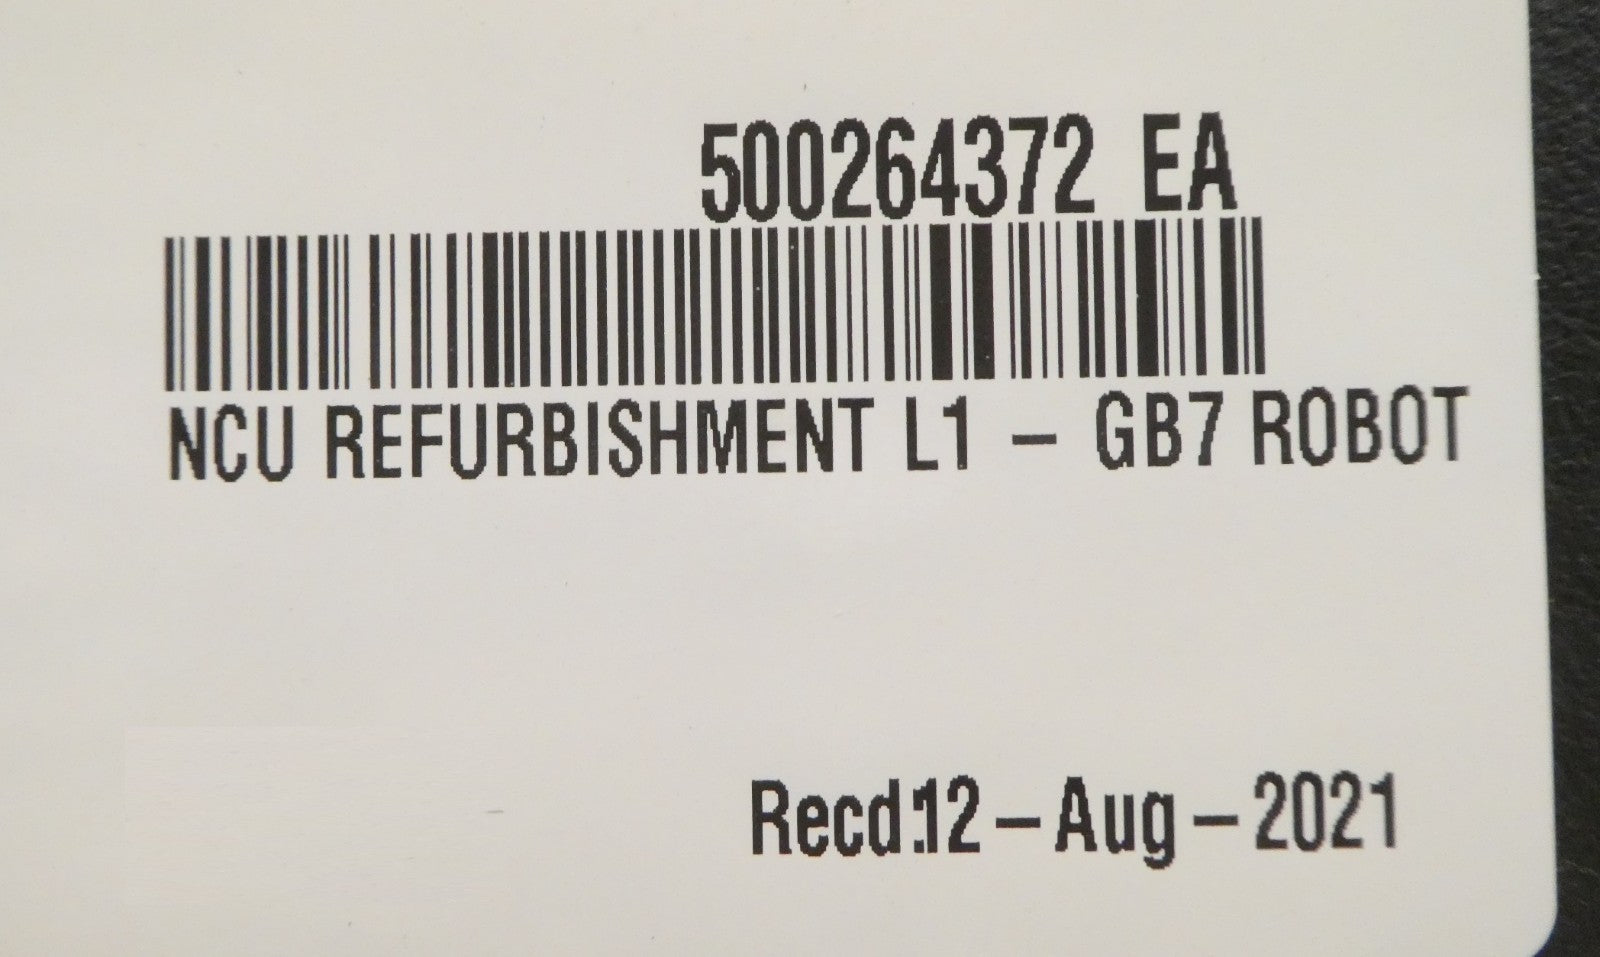 500264372 EA
NCU REFURBISHMENT L1 - GB7 ROBOT
Recd:12-Aug-2021